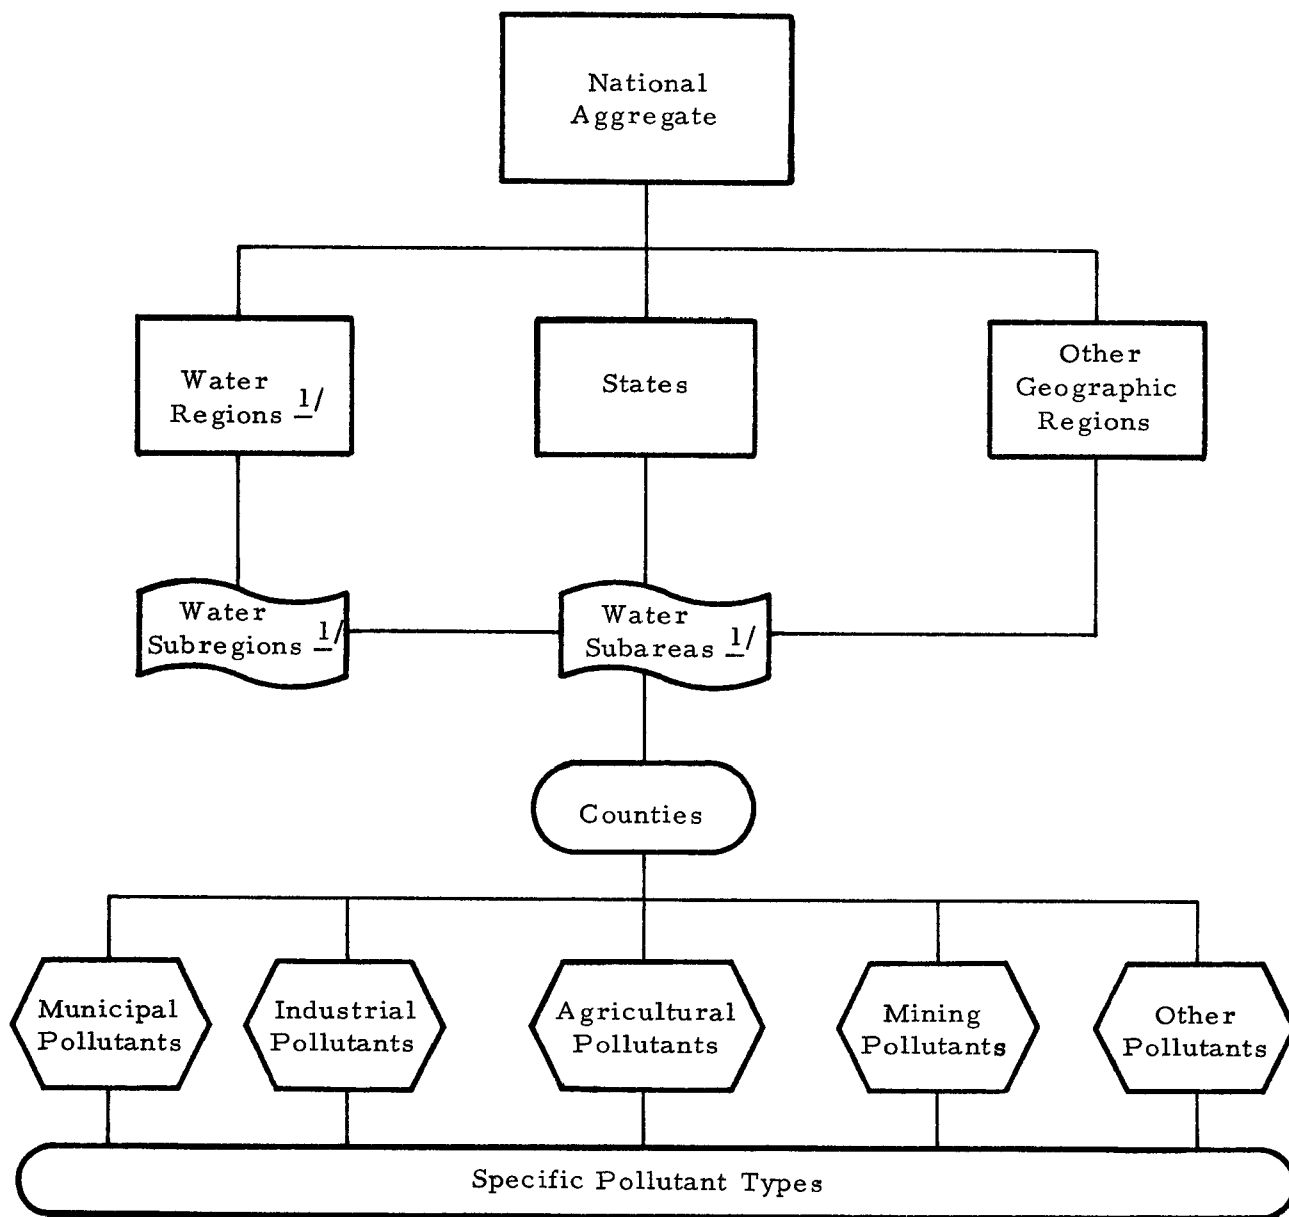 National
Aggregate
Water
Regions 1/
States
Other
Geographic
Regions
Water
Subregions 1/
Water
Subareas 1/
Counties
Municipal
Pollutants
Industrial
Pollutants
Agricultural
Pollutants
Mining
Pollutants
Other
Pollutants
Specific Pollutant Types